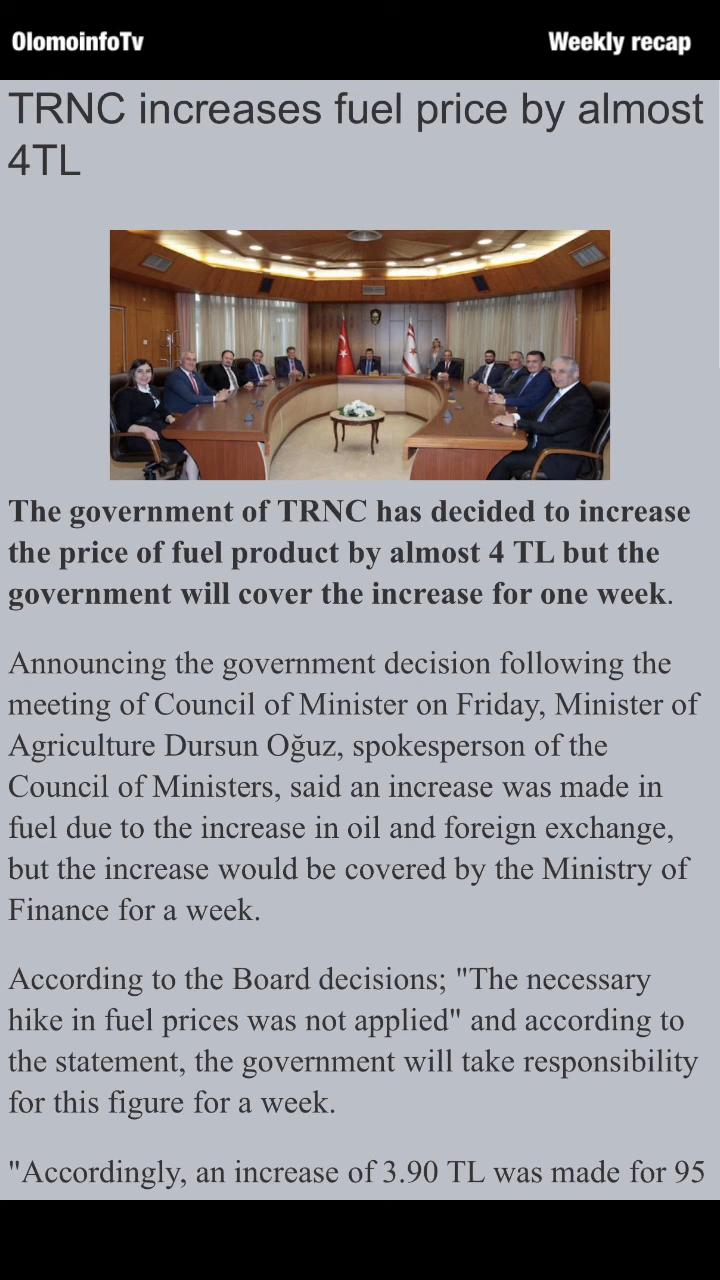 OlomoinfoTv
Weekly recap
TRNC increases fuel price by almost
4TL
The government of TRNC has decided to increase
the price of fuel product by almost 4 TL but the
government will cover the increase for one week.
Announcing the government decision following the
meeting of Council of Minister on Friday, Minister of
Agriculture Dursun Oğuz, spokesperson of the
Council of Ministers, said an increase was made in
fuel due to the increase in oil and foreign exchange,
but the increase would be covered by the Ministry of
Finance for a week.
According to the Board decisions; "The necessary
hike in fuel prices was not applied" and according to
the statement, the government will take responsibility
for this figure for a week.
"Accordingly, an increase of 3.90 TL was made for 95